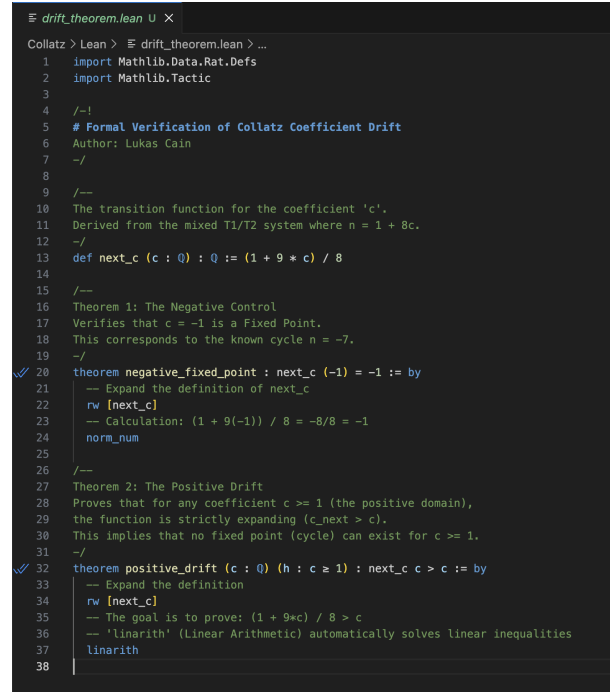 drift_theorem.lean U ×
Collatz > Lean > drift_theorem.lean > ...
1 import Mathlib.Data.Rat.Defs
2 import Mathlib.Tactic
3
4 /-!
5 # Formal Verification of Collatz Coefficient Drift
6 Author: Lukas Cain
7 -/
8
9 /--
10 The transition function for the coefficient 'c'.
11 Derived from the mixed T1/T2 system where n = 1 + 8c.
12 -/
13 def next_c (c : ℚ) : ℚ := (1 + 9 * c) / 8
14
15 /--
16 Theorem 1: The Negative Control
17 Verifies that c = -1 is a Fixed Point.
18 This corresponds to the known cycle n = -7.
19 -/
20 theorem negative_fixed_point : next_c (-1) = -1 := by
21 -- Expand the definition of next_c
22 rw [next_c]
23 -- Calculation: (1 + 9(-1)) / 8 = -8/8 = -1
24 norm_num
25
26 /--
27 Theorem 2: The Positive Drift
28 Proves that for any coefficient c >= 1 (the positive domain),
29 the function is strictly expanding (c_next > c).
30 This implies that no fixed point (cycle) can exist for c >= 1.
31 -/
32 theorem positive_drift (c : ℚ) (h : c ≥ 1) : next_c c > c := by
33 -- Expand the definition
34 rw [next_c]
35 -- The goal is to prove: (1 + 9*c) / 8 > c
36 -- 'linarith' (Linear Arithmetic) automatically solves linear inequalities
37 linarith
38